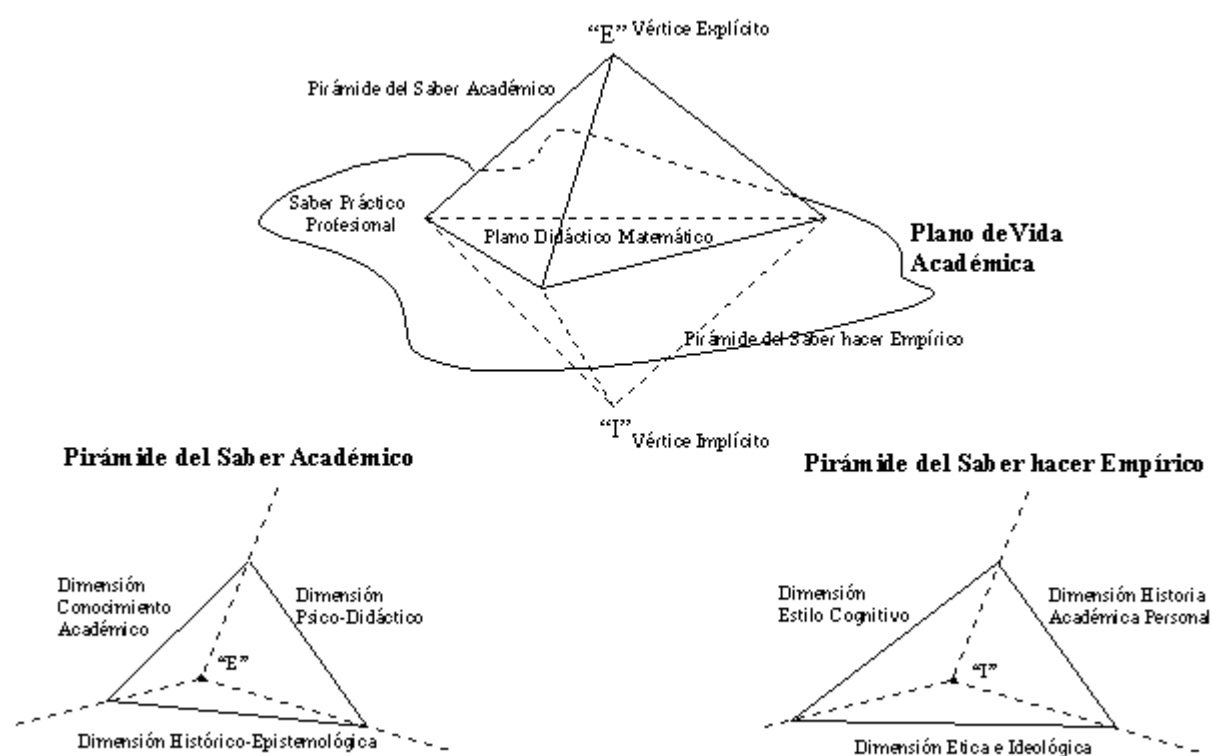 “E” Vértice Explícito
Pirámide del Saber Académico
Saber Práctico
Profesional
Plano Didáctico Matemático
Plano de Vida
Académica
Pirámide del Saber hacer Empírico
“I” Vértice Implícito
Pirámide del Saber Académico
Dimensión
Conocimiento
Académico
Dimensión
Psico-Didáctico
“E”
Dimensión Histórico-Epistemológica
Pirámide del Saber hacer Empírico
Dimensión
Estilo Cognitivo
Dimensión Historia
Académica Personal
“I”
Dimensión Etica e Ideológica